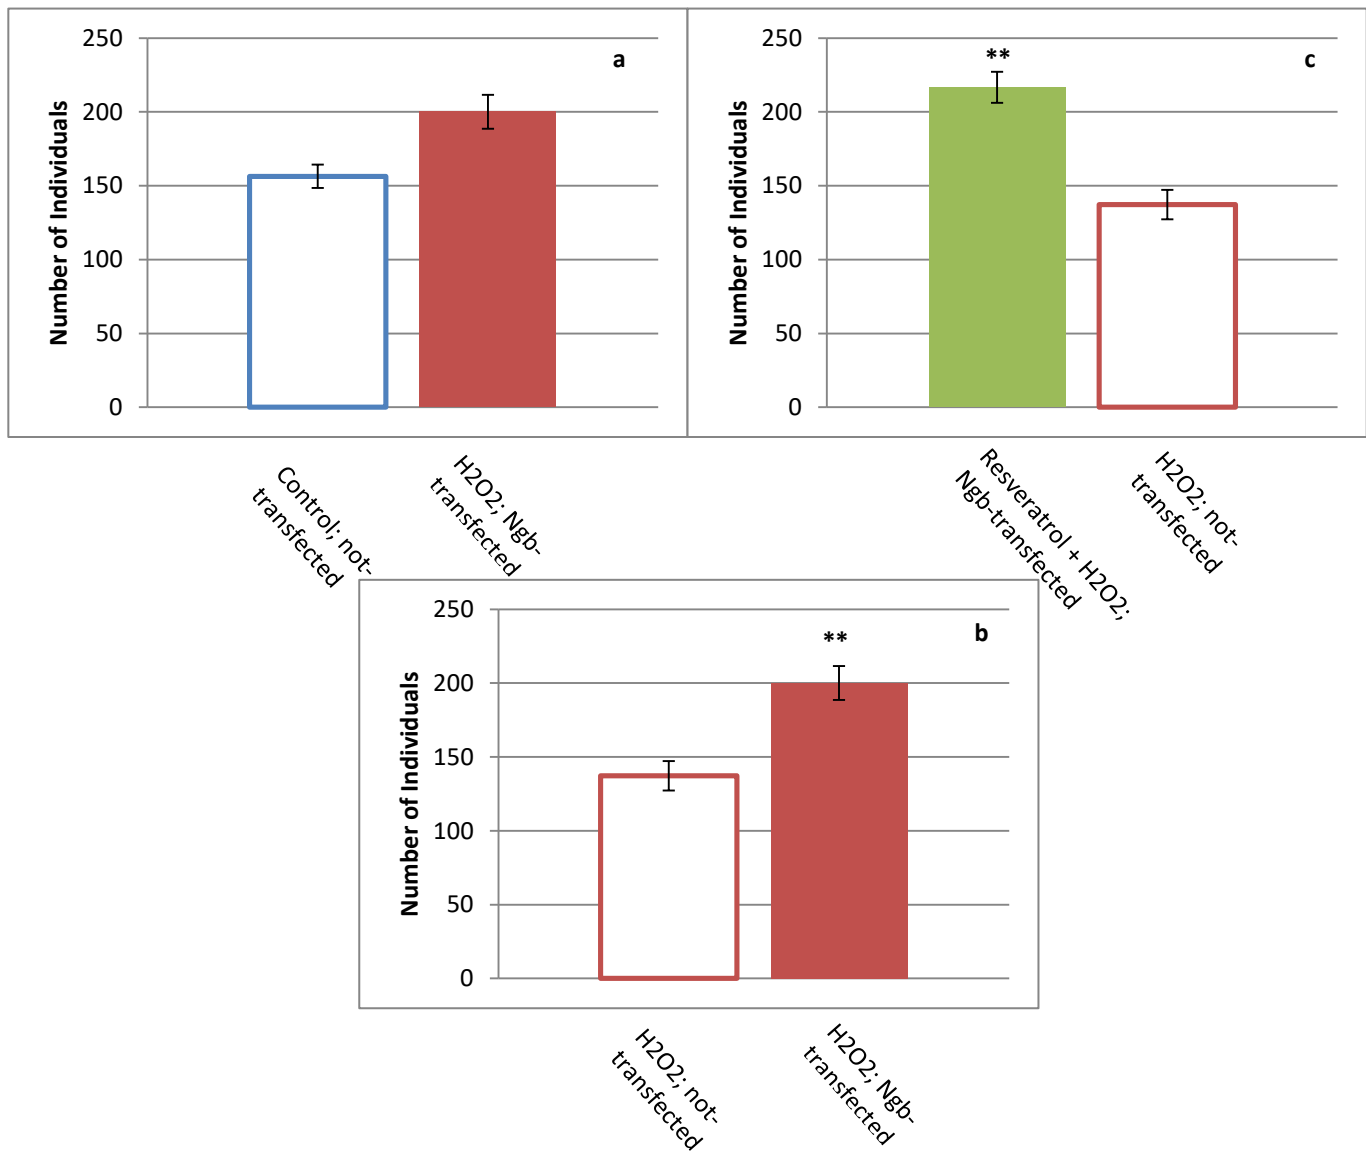 a
Number of Individuals
250
200
150
100
50
0
Control; not-
transfected
H2O2; Ngb-
transfected
c
**
Number of Individuals
250
200
150
100
50
0
Resveratrol + H2O2;
Ngb-transfected
H2O2; not-
transfected
b
**
Number of Individuals
250
200
150
100
50
0
H2O2; not-
transfected
H2O2; Ngb-
transfected